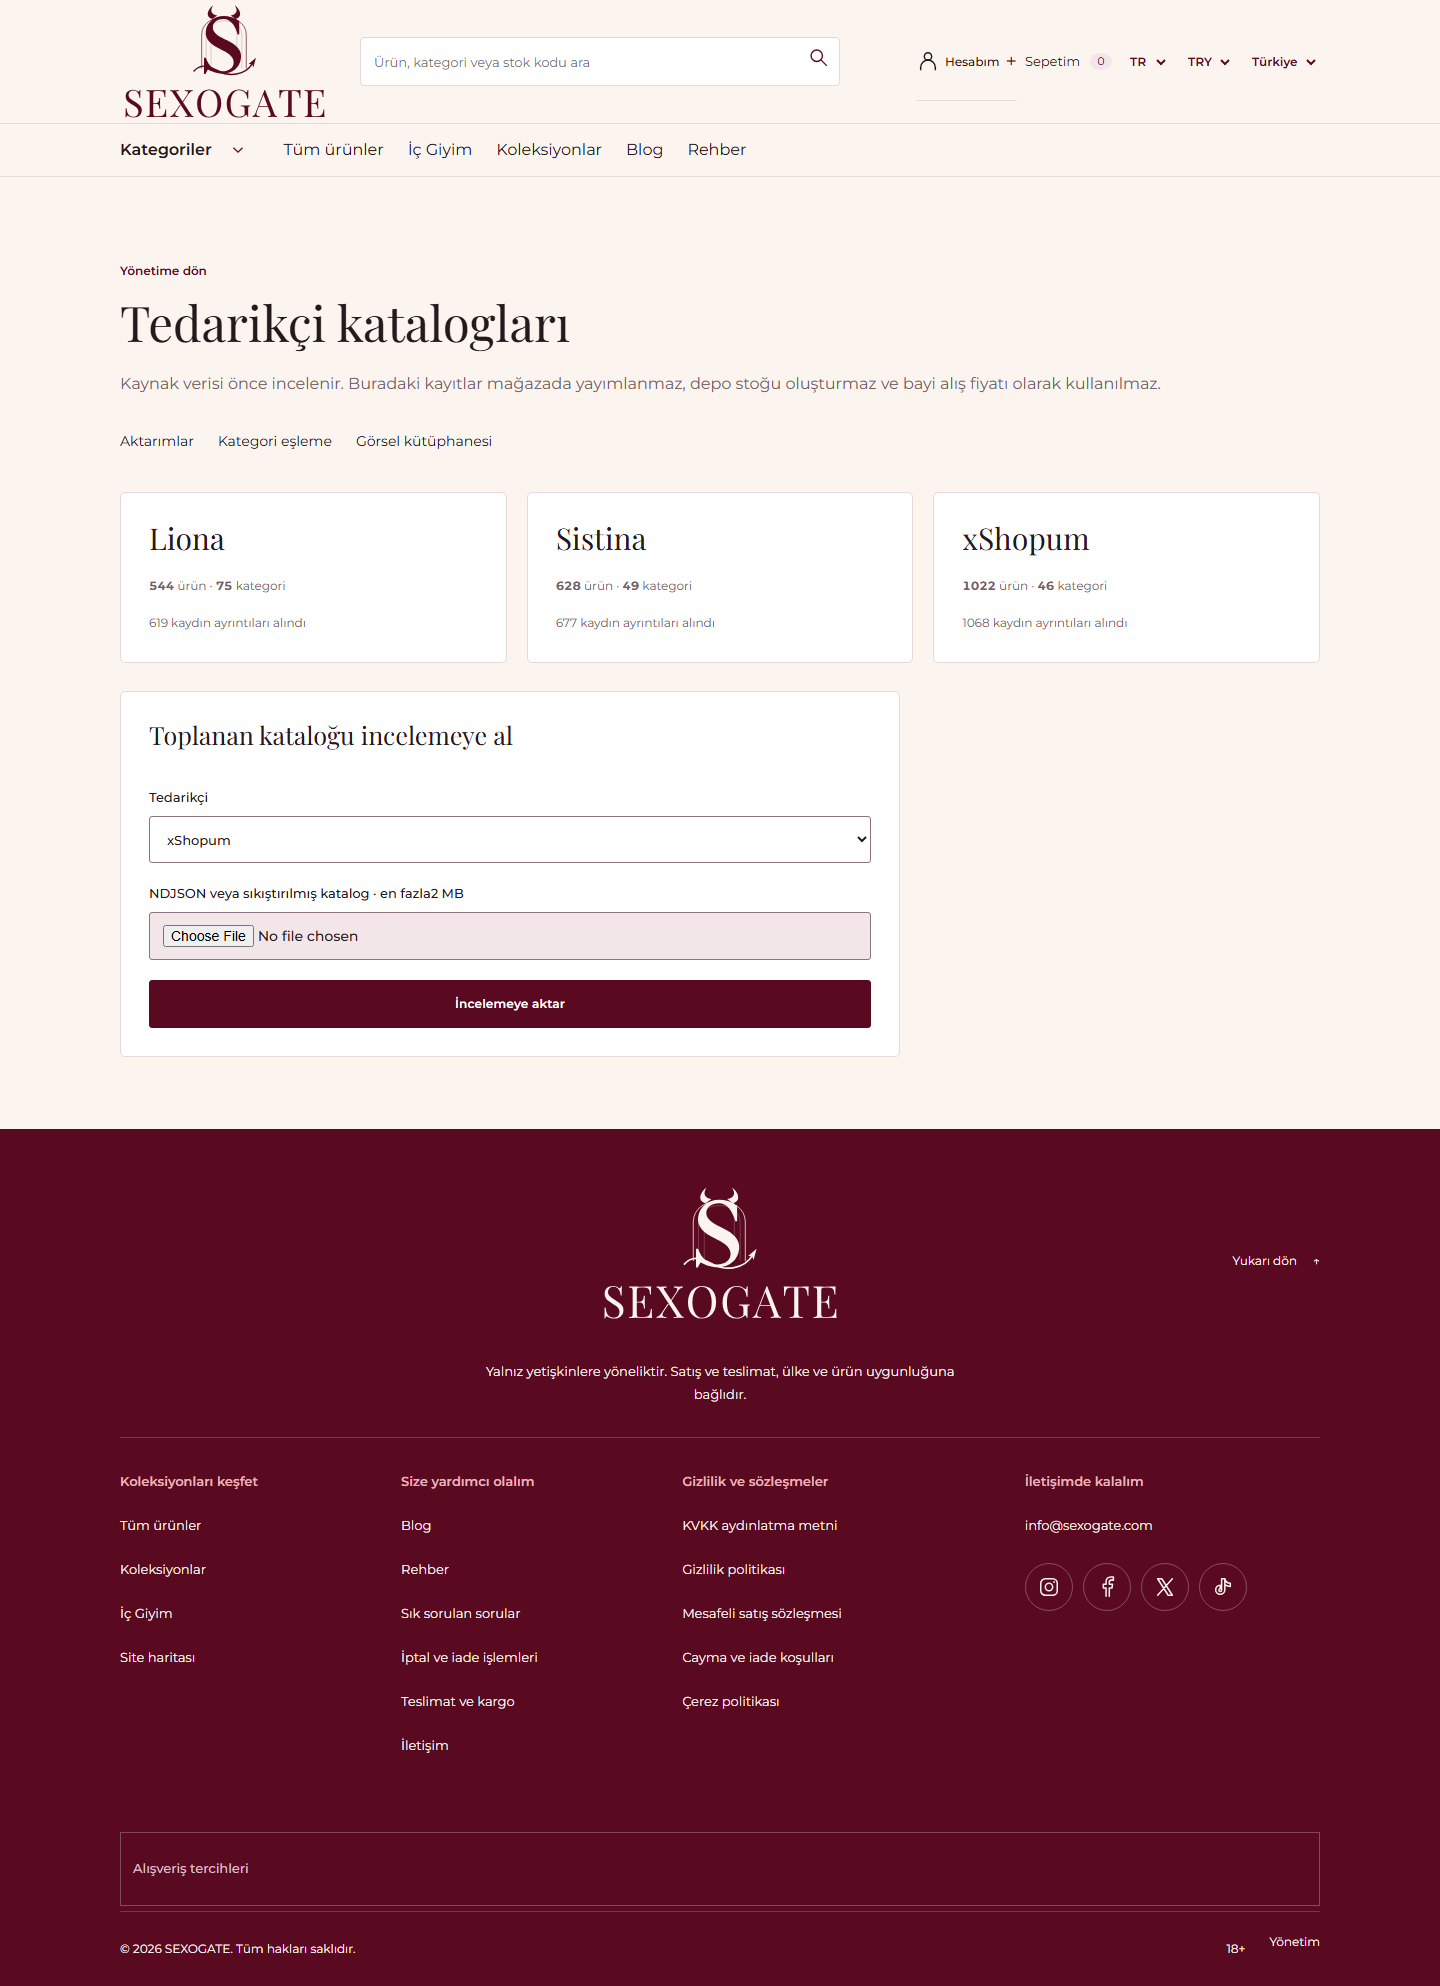 S
SEXOGATE
Ürün, kategori veya stok kodu ara
Hesabım + Sepetim 0 TR TRY Türkiye
Kategoriler Tüm ürünler İç Giyim Koleksiyonlar Blog Rehber
Yönetime dön
Tedarikçi katalogları
Kaynak verisi önce incelenir. Buradaki kayıtlar mağazada yayımlanmaz, depo stoğu oluşturmaz ve bayi alış fiyatı olarak kullanılmaz.
Aktarımlar Kategori eşleme Görsel kütüphanesi
Liona
544 ürün · 75 kategori
619 kaydın ayrıntıları alındı
Sistina
628 ürün · 49 kategori
677 kaydın ayrıntıları alındı
xShopum
1022 ürün · 46 kategori
1068 kaydın ayrıntıları alındı
Toplanan kataloğu incelemeye al
Tedarikçi
xShopum
NDJSON veya sıkıştırılmış katalog · en fazla2 MB
Choose File No file chosen
İncelemeye aktar
S
SEXOGATE
Yukarı dön ↑
Yalnız yetişkinlere yöneliktir. Satış ve teslimat, ülke ve ürün uygunluğuna
bağlıdır.
Koleksiyonları keşfet
Tüm ürünler
Koleksiyonlar
İç Giyim
Site haritası
Size yardımcı olalım
Blog
Rehber
Sık sorulan sorular
İptal ve iade işlemleri
Teslimat ve kargo
İletişim
Gizlilik ve sözleşmeler
KVKK aydınlatma metni
Gizlilik politikası
Mesafeli satış sözleşmesi
Cayma ve iade koşulları
Çerez politikası
İletişimde kalalım
info@sexogate.com
Alışveriş tercihleri
© 2026 SEXOGATE. Tüm hakları saklıdır.
18+ Yönetim